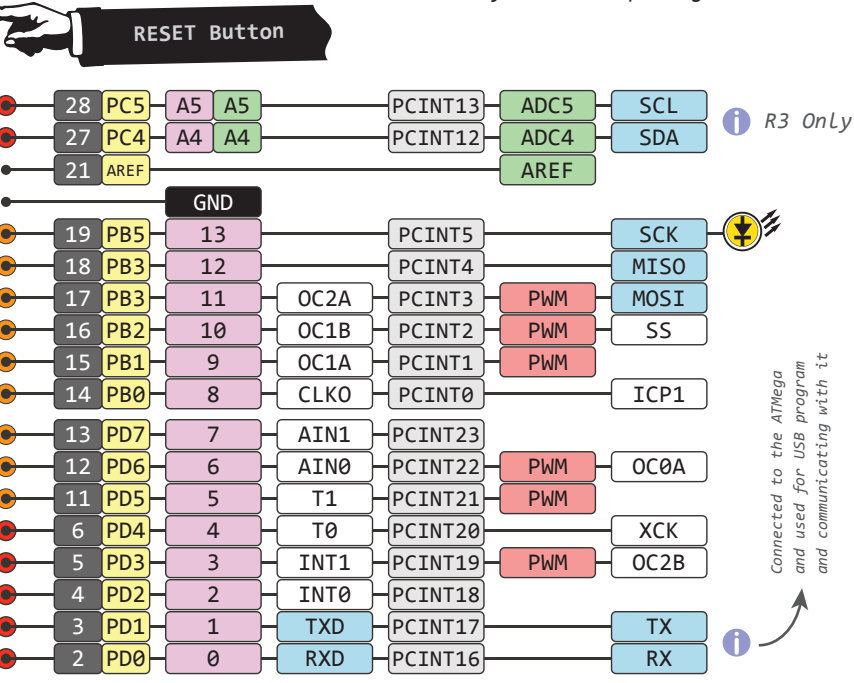 RESET Button
28 PC5 A5 A5 PCINT13 ADC5 SCL
R3 Only
27 PC4 A4 A4 PCINT12 ADC4 SDA
21 AREF AREF
GND
19 PB5 13 PCINT5 SCK
18 PB3 12 PCINT4 MISO
17 PB3 11 OC2A PCINT3 PWM MOSI
16 PB2 10 OC1B PCINT2 PWM SS
15 PB1 9 OC1A PCINT1 PWM
14 PB0 8 CLKO PCINT0 ICP1
13 PD7 7 AIN1 PCINT23
12 PD6 6 AIN0 PCINT22 PWM OC0A
11 PD5 5 T1 PCINT21 PWM
6 PD4 4 T0 PCINT20 XCK
5 PD3 3 INT1 PCINT19 PWM OC2B
4 PD2 2 INT0 PCINT18
3 PD1 1 TXD PCINT17 TX
2 PD0 0 RXD PCINT16 RX
Connected to the ATMega
and used for USB program
and communicating with it